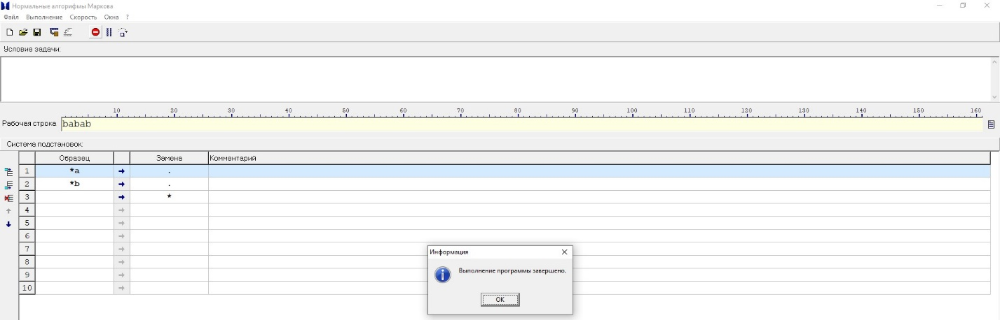 Нормальные алгорифмы Маркова
Файл Выполнение Скорость Окна ?
Условие задачи:
10 20 30 40 50 60 70 80 90 100 110 120 130 140 150 160
Рабочая строка babab
Система подстановок:
Образец Замена Комментарий
1 *a → .
2 *b → .
3 → *
4 →
5 →
6 →
7 →
8 →
9 →
10 →
Информация
Выполнение программы завершено.
OK